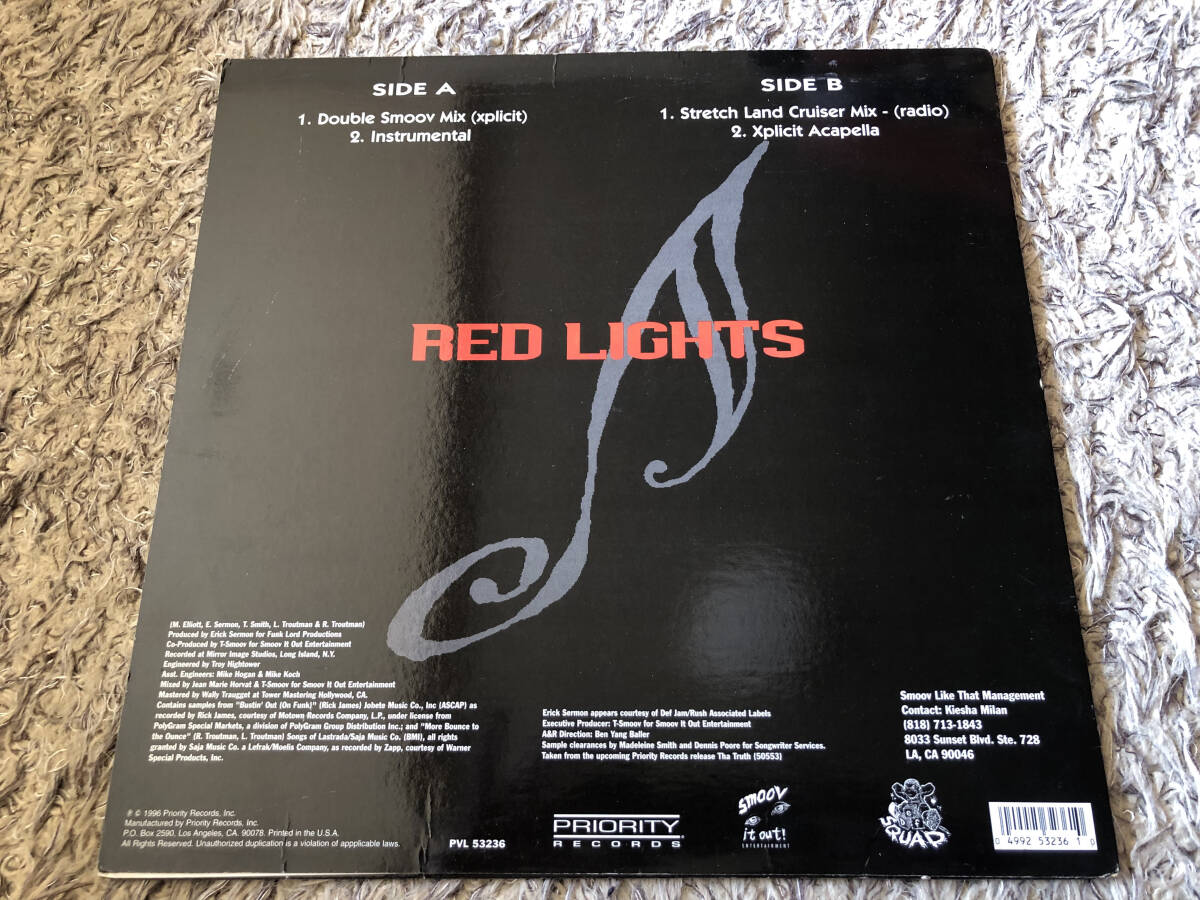 SIDE A
1. Double Smoov Mix (xplicit)
2. Instrumental
SIDE B
1. Stretch Land Cruiser Mix - (radio)
2. Xplicit Acapella
RED LIGHTS
(M. Elliott, E. Sermon, T. Smith, L. Troutman & R. Troutman)
Produced by Erick Sermon for Funk Lord Productions
Co-Produced by T-Smoov for Smoov It Out Entertainment
Recorded at Mirror Image Studios, Long Island, N.Y.
Engineered by Troy Hightower
Asst. Engineers: Mike Hogan & Mike Koch
Mixed by Jean Marie Horvat & T-Smoov for Smoov It Out Entertainment
Mastered by Wally Traugget at Tower Mastering Hollywood, CA.
Contains samples from "Bustin' Out (On Funk)" (Rick James) Jobete Music Co., Inc (ASCAP) as
recorded by Rick James, courtesy of Motown Records Company, L.P., under license from
PolyGram Special Markets, a division of PolyGram Group Distribution Inc.; and "More Bounce to
the Ounce" (R. Troutman, L. Troutman) Songs of Lastrada/Saja Music Co. (BMI), all rights
granted by Saja Music Co. a Lefrak/Moelis Company, as recorded by Zapp, courtesy of Warner
Special Products, Inc.
Erick Sermon appears courtesy of Def Jam/Rush Associated Labels
Executive Producer: T-Smoov for Smoov It Out Entertainment
A&R Direction: Ben Yang Baller
Sample clearances by Madeleine Smith and Dennis Poore for Songwriter Services.
Taken from the upcoming Priority Records release Tha Truth (50553)
Smoov Like That Management
Contact: Kiesha Milan
(818) 713-1843
8033 Sunset Blvd. Ste. 728
LA, CA 90046
℗ © 1996 Priority Records, Inc.
Manufactured by Priority Records, Inc.
P.O. Box 2590, Los Angeles, CA. 90078. Printed in the U.S.A.
All Rights Reserved. Unauthorized duplication is a violation of appplicable laws.
PVL 53236
PRIORITY
RECORDS
smoov
it out!
ENTERTAINMENT
Def
SQUAD
0 4992 53236 1 0